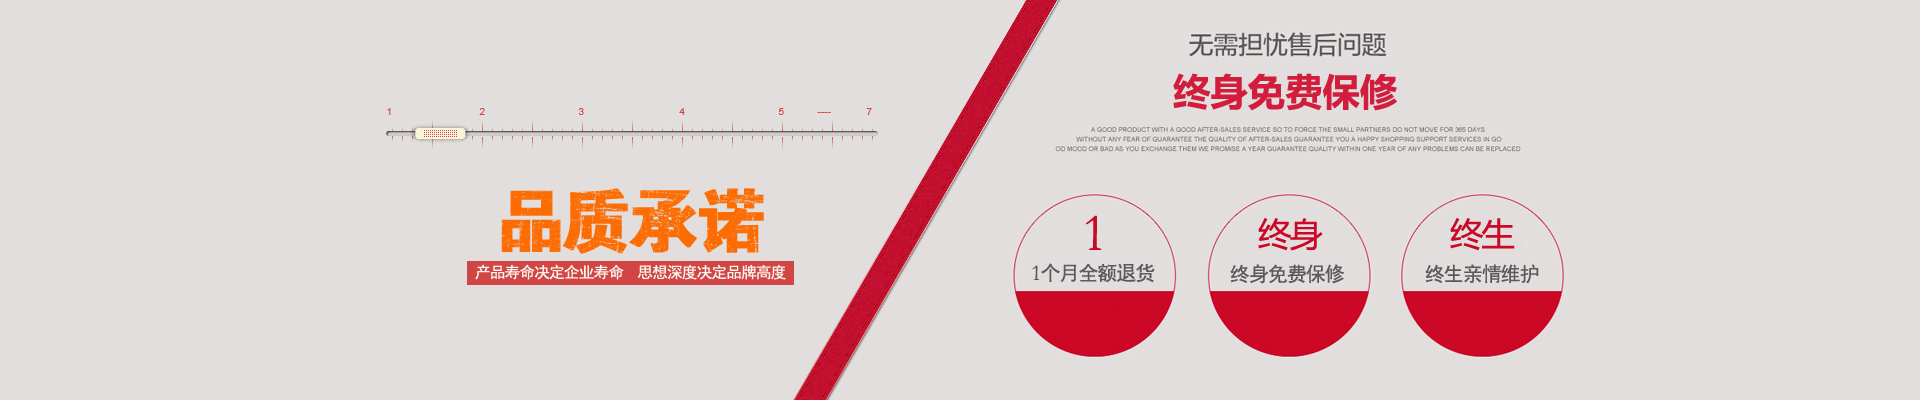 1 2 3 4 5 ---- 7
品质承诺
产品寿命决定企业寿命 思想深度决定品牌高度
无需担忧售后问题
终身免费保修
A GOOD PRODUCT WITH A GOOD AFTER-SALES SERVICE SO TO FORCE THE SMALL PARTNERS DO NOT MOVE FOR 365 DAYS
WITHOUT ANY FEAR OF GUARANTEE THE QUALITY OF AFTER-SALES GUARANTEE YOU A HAPPY SHOPPING SUPPORT SERVICES IN GO
OD MOOD OR BAD AS YOU EXCHANGE THEM WE PROMISE A YEAR GUARANTEE QUALITY WITHIN ONE YEAR OF ANY PROBLEMS CAN BE REPLACED
1
1个月全额退货
终身
终身免费保修
终生
终生亲情维护